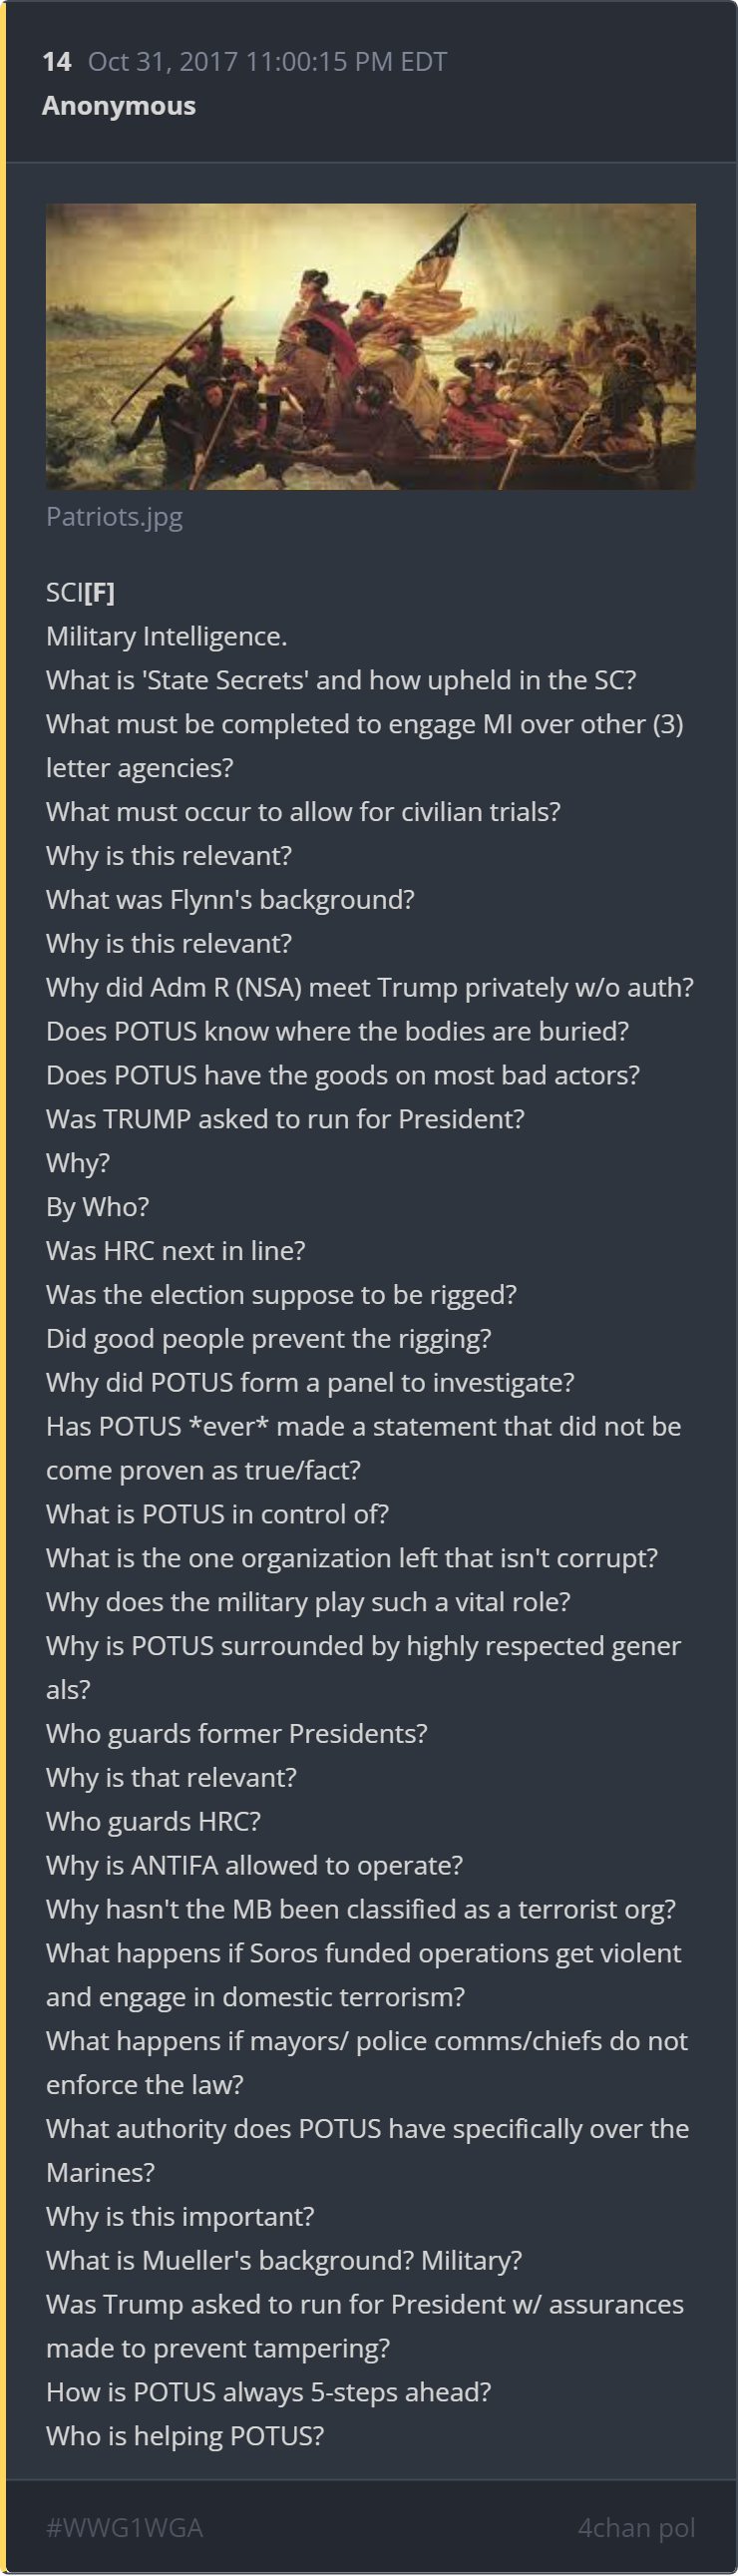 14 Oct 31, 2017 11:00:15 PM EDT
Anonymous
Patriots.jpg
SCI[F]
Military Intelligence.
What is 'State Secrets' and how upheld in the SC?
What must be completed to engage MI over other (3)
letter agencies?
What must occur to allow for civilian trials?
Why is this relevant?
What was Flynn's background?
Why is this relevant?
Why did Adm R (NSA) meet Trump privately w/o auth?
Does POTUS know where the bodies are buried?
Does POTUS have the goods on most bad actors?
Was TRUMP asked to run for President?
Why?
By Who?
Was HRC next in line?
Was the election suppose to be rigged?
Did good people prevent the rigging?
Why did POTUS form a panel to investigate?
Has POTUS *ever* made a statement that did not be
come proven as true/fact?
What is POTUS in control of?
What is the one organization left that isn't corrupt?
Why does the military play such a vital role?
Why is POTUS surrounded by highly respected gener
als?
Who guards former Presidents?
Why is that relevant?
Who guards HRC?
Why is ANTIFA allowed to operate?
Why hasn't the MB been classified as a terrorist org?
What happens if Soros funded operations get violent
and engage in domestic terrorism?
What happens if mayors/ police comms/chiefs do not
enforce the law?
What authority does POTUS have specifically over the
Marines?
Why is this important?
What is Mueller's background? Military?
Was Trump asked to run for President w/ assurances
made to prevent tampering?
How is POTUS always 5-steps ahead?
Who is helping POTUS?
#WWG1WGA 4chan pol